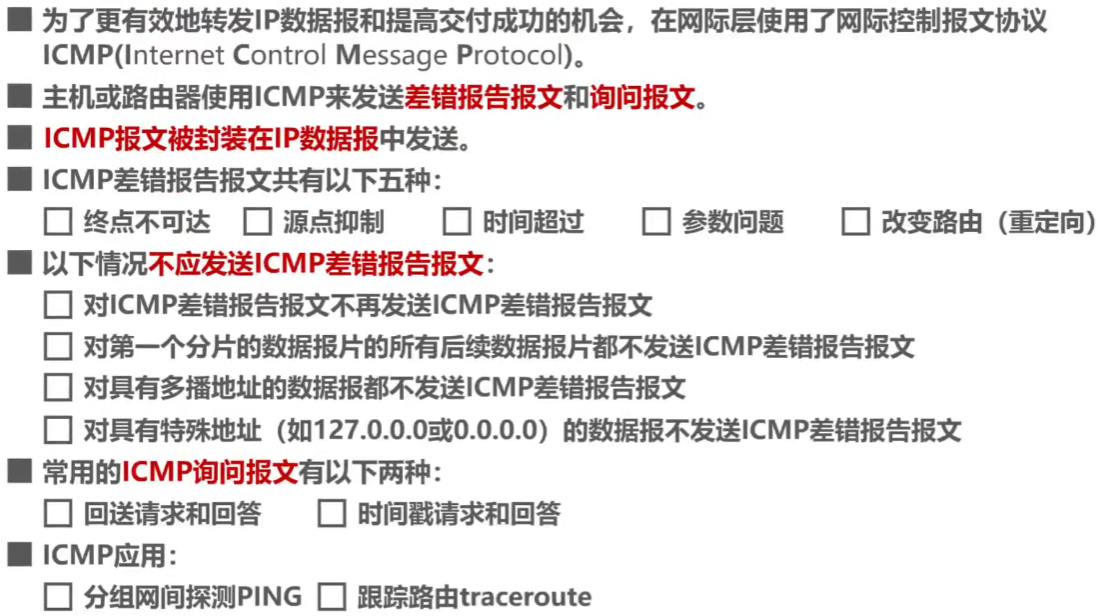 为了更有效地转发IP数据报和提高交付成功的机会，在网际层使用了网际控制报文协议
ICMP(Internet Control Message Protocol)。
主机或路由器使用ICMP来发送差错报告报文和询问报文。
ICMP报文被封装在IP数据报中发送。
ICMP差错报告报文共有以下五种：
终点不可达 源点抑制 时间超过 参数问题 改变路由（重定向）
以下情况不应发送ICMP差错报告报文：
对ICMP差错报告报文不再发送ICMP差错报告报文
对第一个分片的数据报片的所有后续数据报片都不发送ICMP差错报告报文
对具有多播地址的数据报都不发送ICMP差错报告报文
对具有特殊地址（如127.0.0.0或0.0.0.0）的数据报不发送ICMP差错报告报文
常用的ICMP询问报文有以下两种：
回送请求和回答 时间戳请求和回答
ICMP应用：
分组网间探测PING 跟踪路由traceroute